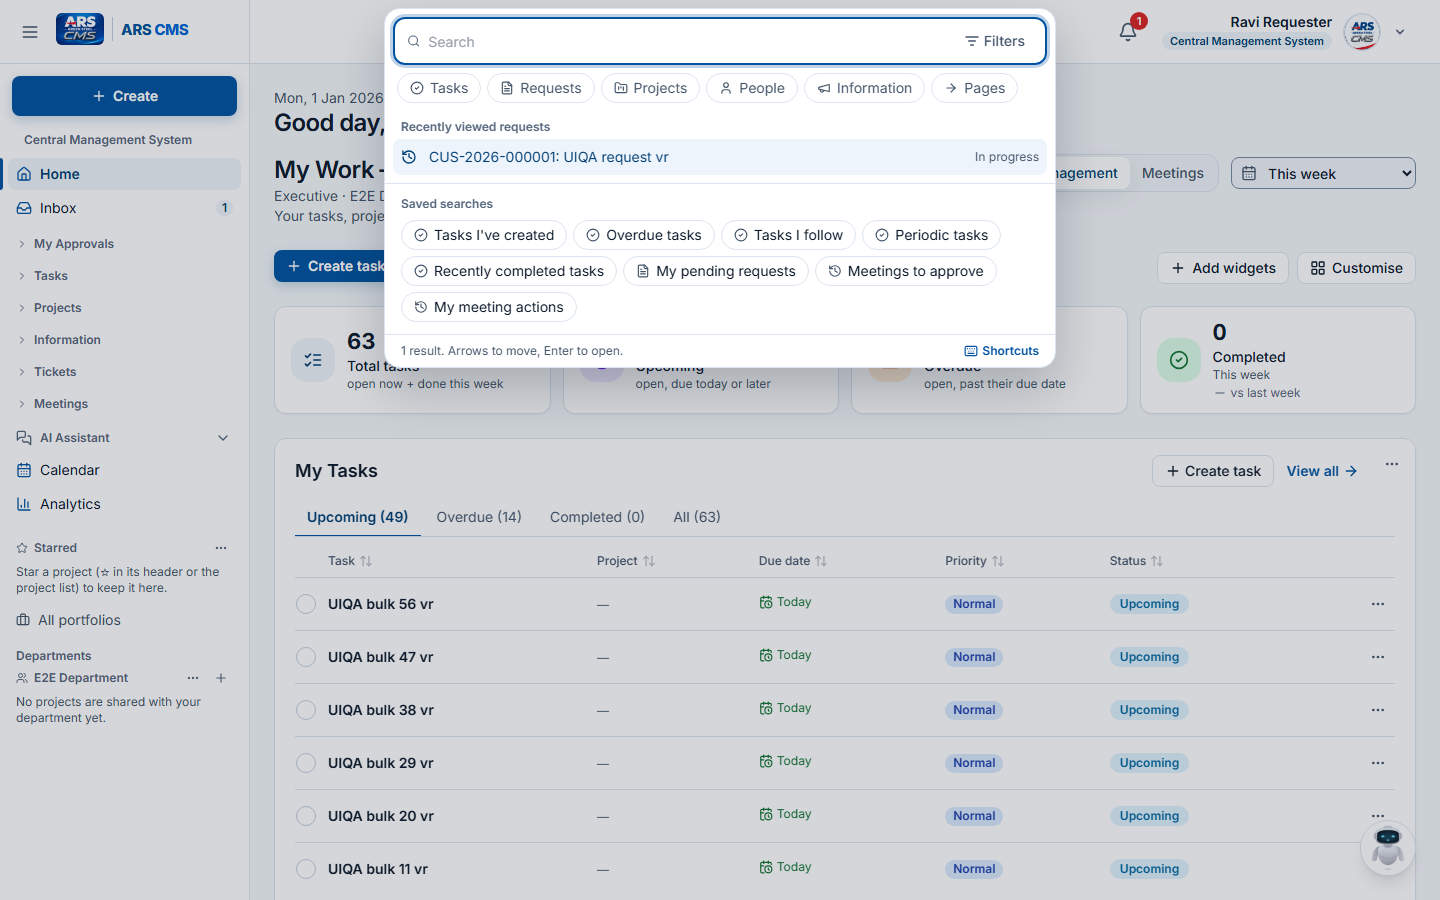 ARS
CMS
ARS CMS
Search
Filters
1
Ravi Requester
Central Management System
Create
Tasks
Requests
Projects
People
Information
Pages
Mon, 1 Jan 2026
Good day,
Recently viewed requests
CUS-2026-000001: UIQA request vr
In progress
Central Management System
Home
Inbox
1
My Approvals
Tasks
Projects
Information
Tickets
Meetings
AI Assistant
Calendar
Analytics
Starred
Star a project (☆ in its header or the
project list) to keep it here.
All portfolios
Departments
E2E Department
No projects are shared with your
department yet.
My Work -
Executive · E2E D
Your tasks, proje
Meetings
This week
Saved searches
Tasks I've created
Overdue tasks
Tasks I follow
Periodic tasks
Recently completed tasks
My pending requests
Meetings to approve
My meeting actions
1 result. Arrows to move, Enter to open.
Shortcuts
Create task
Add widgets
Customise
63
Total tasks
open now + done this week
Upcoming
open, due today or later
Overdue
open, past their due date
0
Completed
This week
— vs last week
My Tasks
Create task
View all
Upcoming (49)
Overdue (14)
Completed (0)
All (63)
Task
Project
Due date
Priority
Status
UIQA bulk 56 vr
—
Today
Normal
Upcoming
UIQA bulk 47 vr
—
Today
Normal
Upcoming
UIQA bulk 38 vr
—
Today
Normal
Upcoming
UIQA bulk 29 vr
—
Today
Normal
Upcoming
UIQA bulk 20 vr
—
Today
Normal
Upcoming
UIQA bulk 11 vr
—
Today
Normal
Upcoming